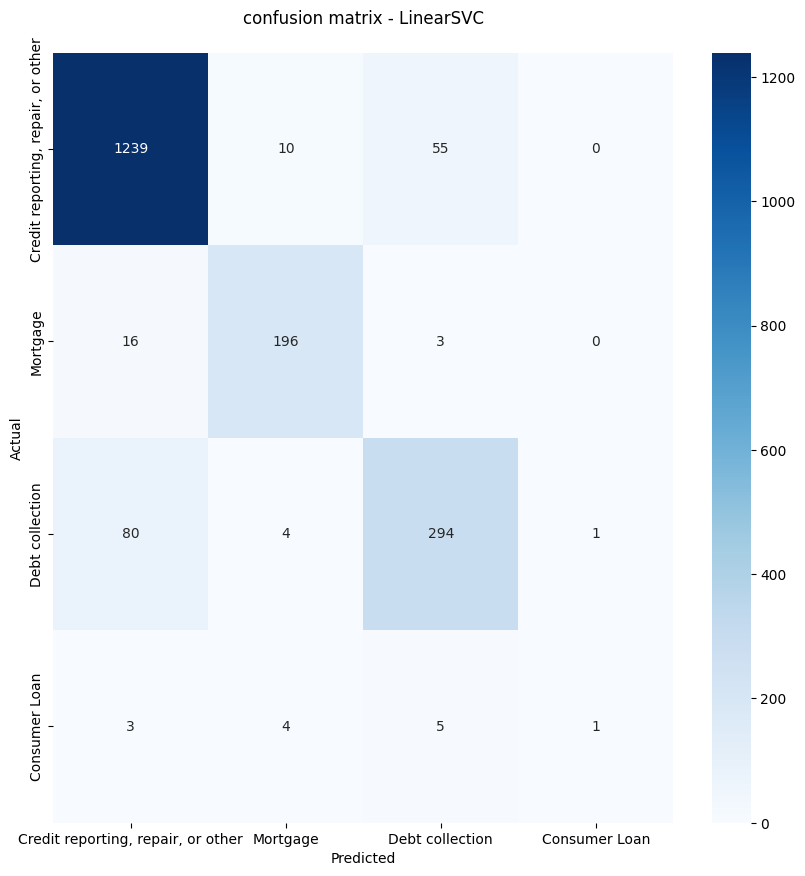 confusion matrix - LinearSVC
Actual
Credit reporting, repair, or other
1239 10 55 0
Mortgage
16 196 3 0
Debt collection
80 4 294 1
Consumer Loan
3 4 5 1
Credit reporting, repair, or other Mortgage Debt collection Consumer Loan
Predicted
1200
1000
800
600
400
200
0